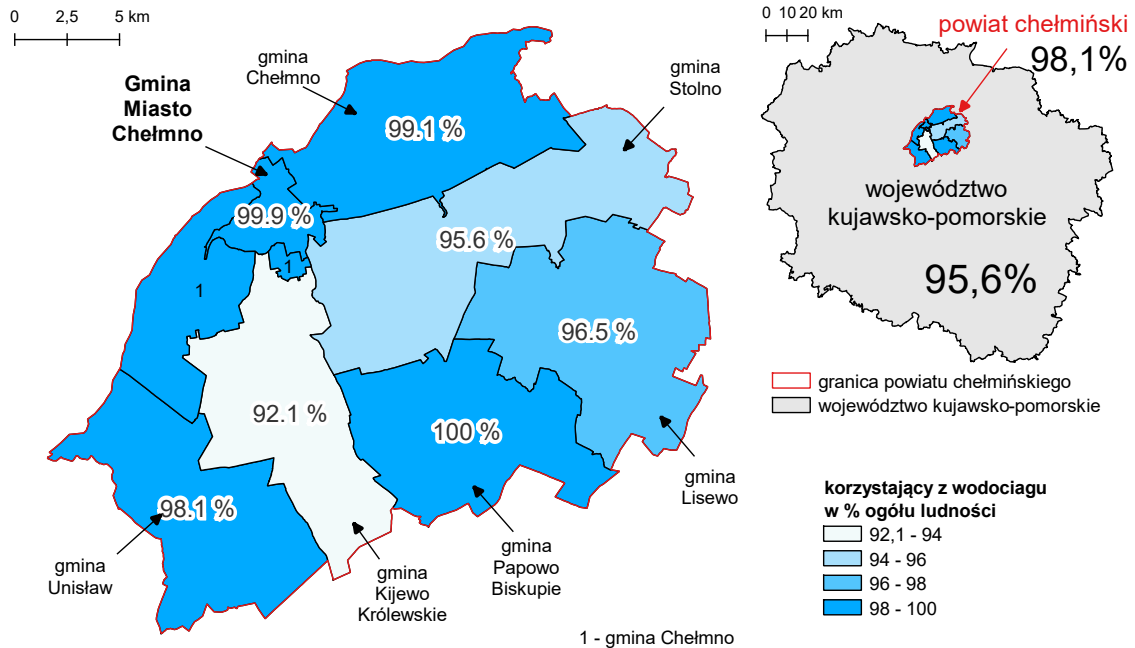 0 2,5 5 km
gmina
Chełmno
Gmina
Miasto
Chełmno
gmina
Stolno
99.1 %
99.9 %
95.6 %
1
1
96.5 %
92.1 %
100 %
98.1 %
gmina
Lisewo
gmina
Unisław
gmina
Kijewo
Królewskie
gmina
Papowo
Biskupie
1 - gmina Chełmno
0 10 20 km
powiat chełmiński
98,1%
województwo
kujawsko-pomorskie
95,6%
granica powiatu chełmińskiego
województwo kujawsko-pomorskie
korzystający z wodociagu
w % ogółu ludności
92,1 - 94
94 - 96
96 - 98
98 - 100